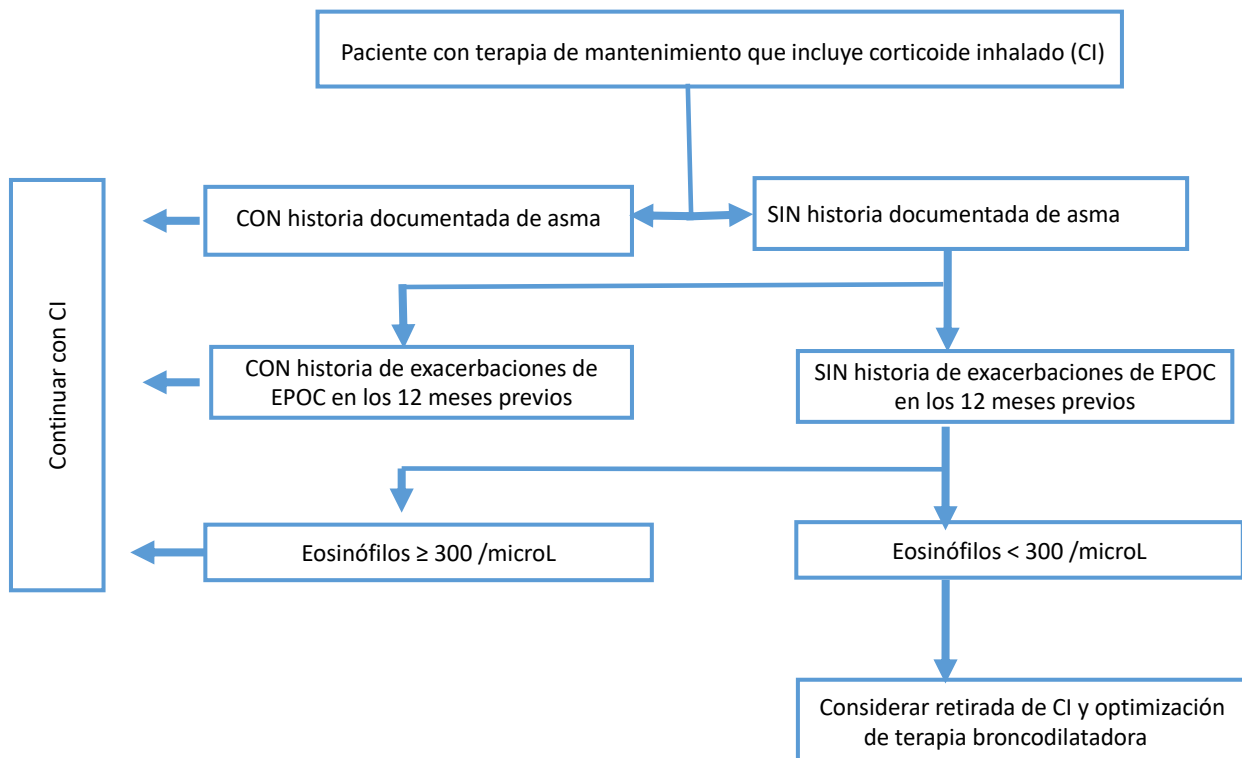 Paciente con terapia de mantenimiento que incluye corticoide inhalado (CI)
CON historia documentada de asma
SIN historia documentada de asma
Continuar con CI
CON historia de exacerbaciones de
EPOC en los 12 meses previos
SIN historia de exacerbaciones de EPOC
en los 12 meses previos
Eosinófilos ≥ 300 /microL
Eosinófilos < 300 /microL
Considerar retirada de CI y optimización
de terapia broncodilatadora